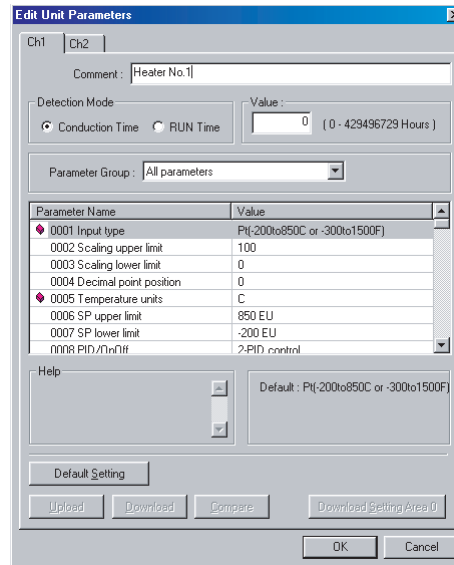 Edit Unit Parameters
Ch1 Ch2
Comment : Heater No.1
Detection Mode
Conduction Time RUN Time
Value :
0 ( 0 - 429496729 Hours )
Parameter Group : All parameters
Parameter Name Value
0001 Input type Pt(-200to850C or -300to1500F)
0002 Scaling upper limit 100
0003 Scaling lower limit 0
0004 Decimal point position 0
0005 Temperature units C
0006 SP upper limit 850 EU
0007 SP lower limit -200 EU
0008 PID/OnOff 2-PID control
Help
Default : Pt(-200to850C or -300to1500F)
Default Setting
Upload Download Compare Download Setting Area 0
OK Cancel